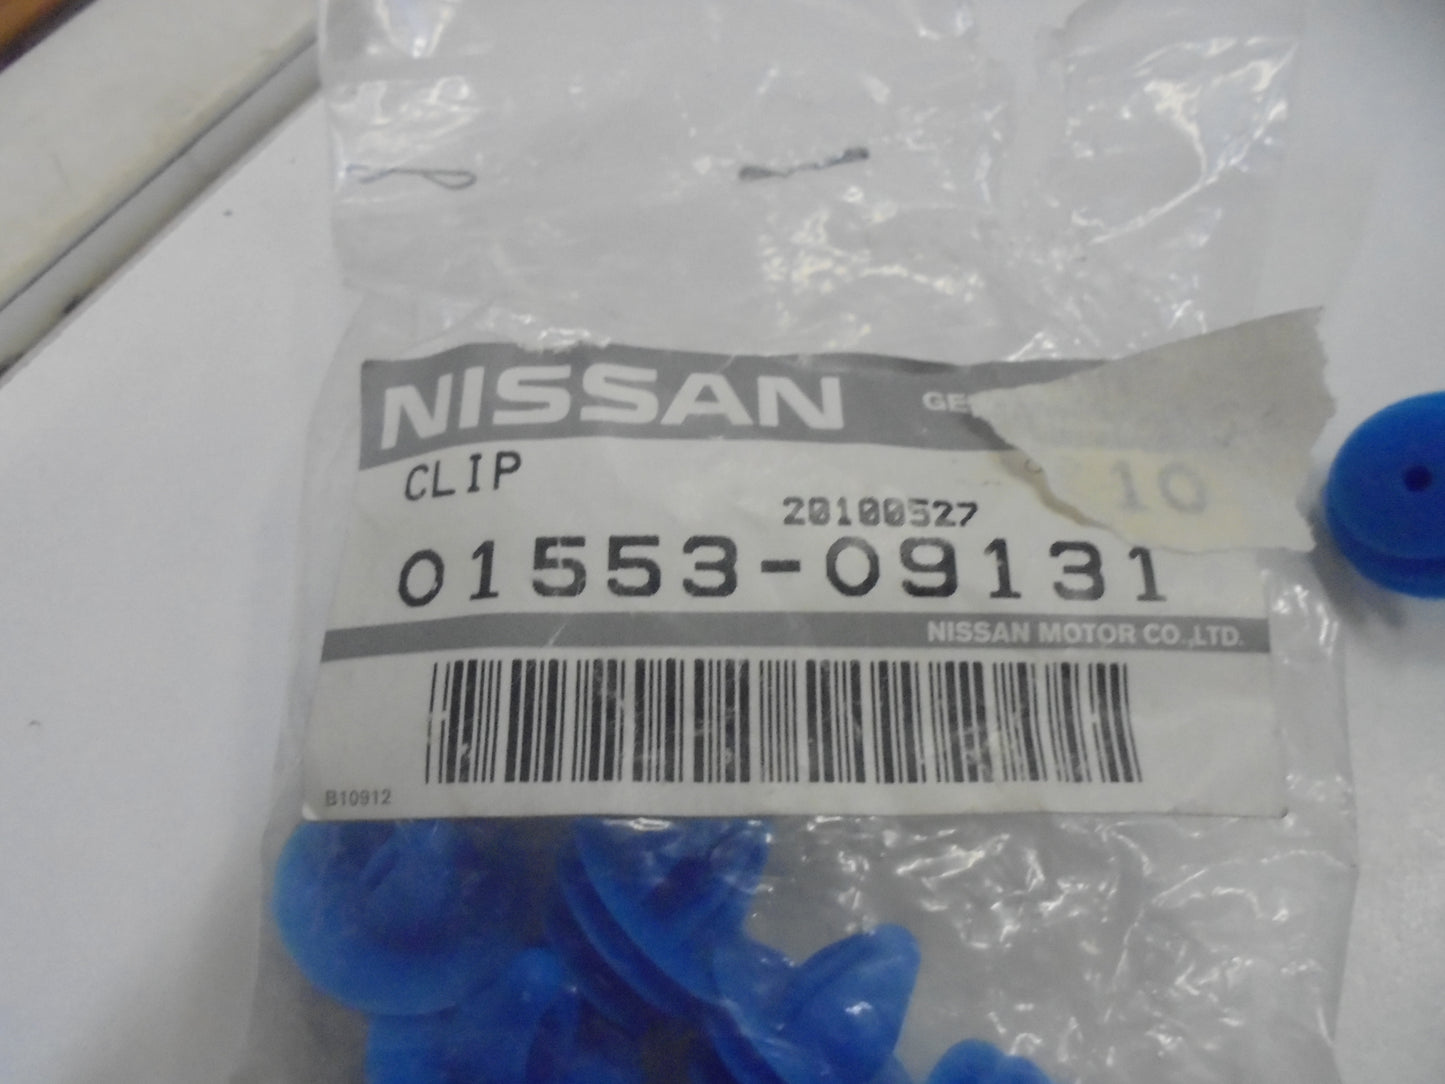 NISSAN
CLIP
10
20100527
01553-09131
NISSAN MOTOR CO.,LTD.
B10912